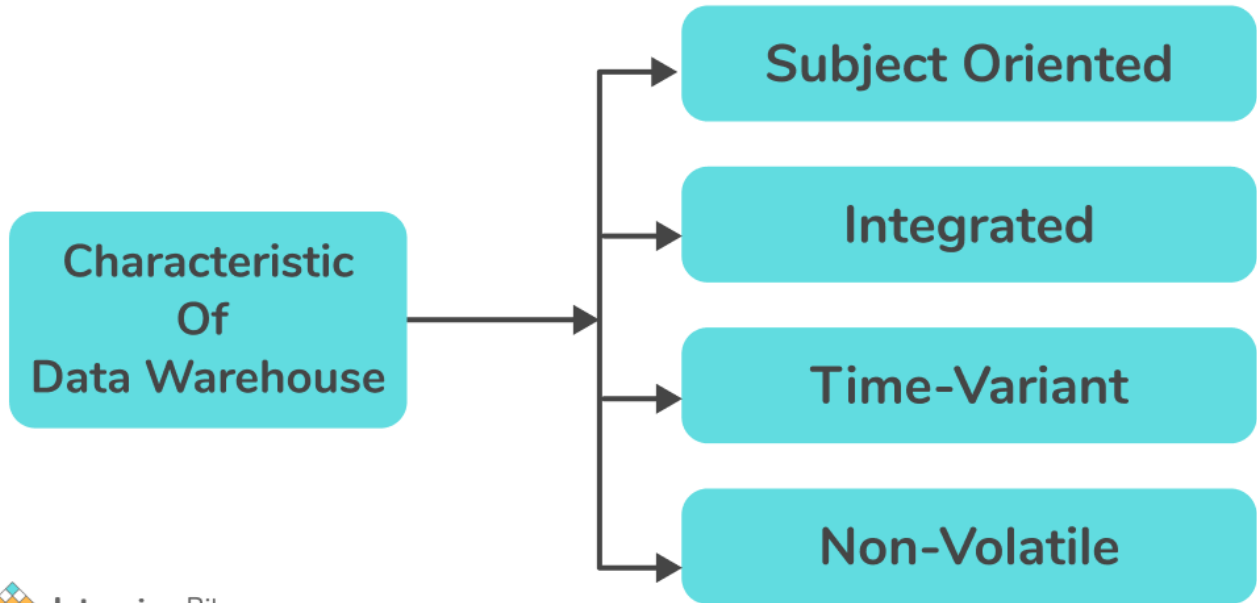 Subject Oriented
Integrated
Characteristic
Of
Data Warehouse
Time-Variant
Non-Volatile